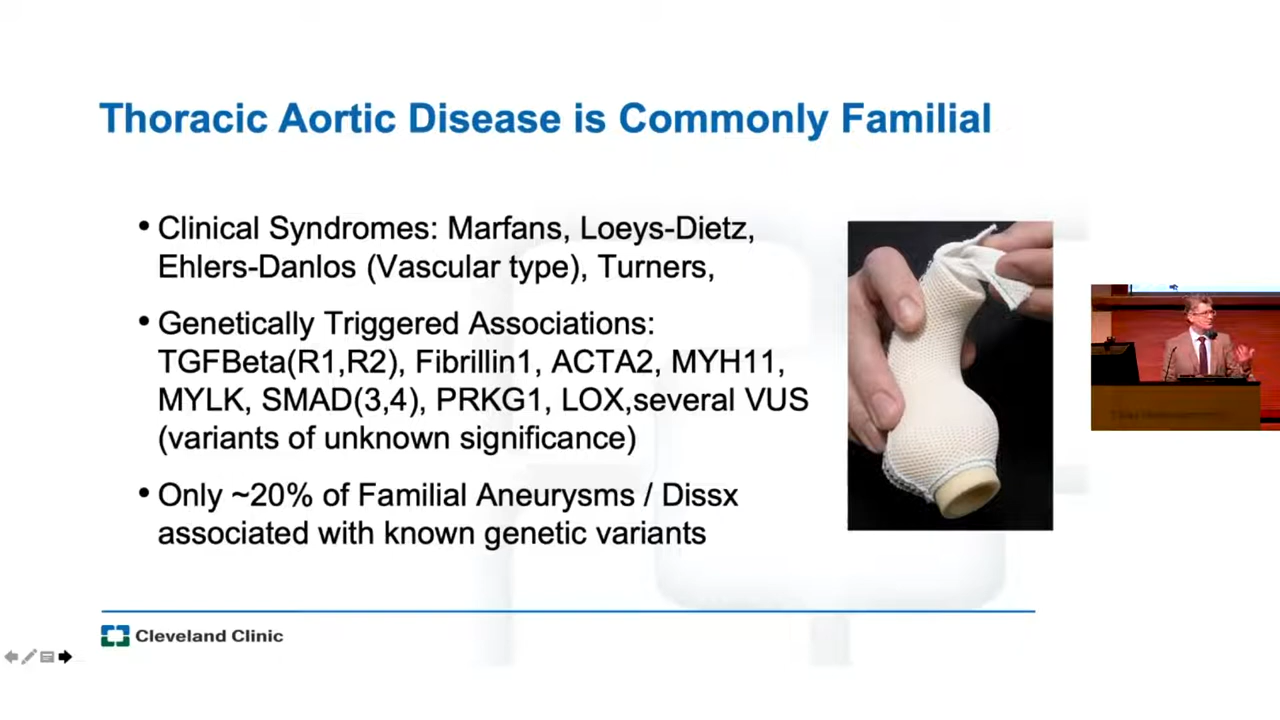 Thoracic Aortic Disease is Commonly Familial
• Clinical Syndromes: Marfans, Loeys-Dietz,
Ehlers-Danlos (Vascular type), Turners,
• Genetically Triggered Associations:
TGFBeta(R1,R2), Fibrillin1, ACTA2, MYH11,
MYLK, SMAD(3,4), PRKG1, LOX,several VUS
(variants of unknown significance)
• Only ~20% of Familial Aneurysms / Dissx
associated with known genetic variants
Cleveland Clinic